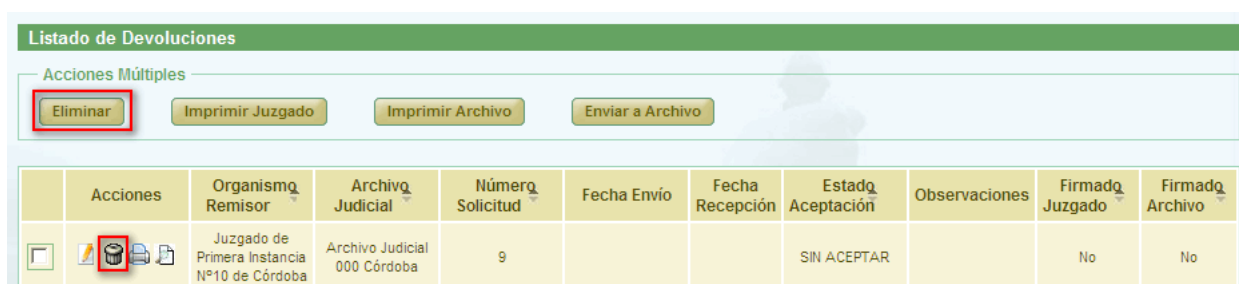 Listado de Devoluciones
Acciones Múltiples
Eliminar Imprimir Juzgado Imprimir Archivo Enviar a Archivo
Acciones Organismo Remisor Archivo Judicial Número Solicitud Fecha Envío Fecha Recepción Estado Aceptación Observaciones Firmado Juzgado Firmado Archivo
Juzgado de Primera Instancia Nº10 de Córdoba Archivo Judicial 000 Córdoba 9 SIN ACEPTAR No No